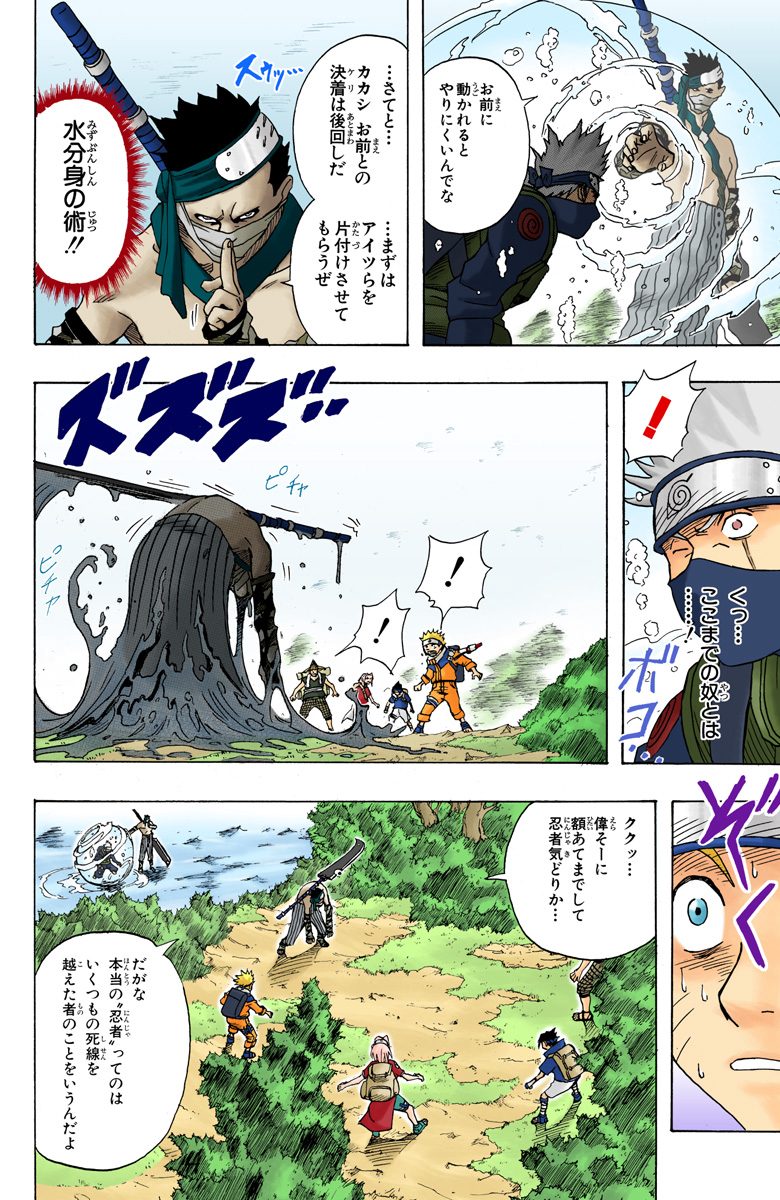 お前に
動かれると
やりにくいんでな
…さてと…
カカシ お前との
決着は後回しだ
…まずは
アイツらを
片付けさせて
もらうぜ
スウッ…
水分身の術!!
!
くっ…
ここまでの奴とは
……!
ボコ…
ズズズ…
ピチャ
ピチャ
!
!
ぞく
ククッ…
偉そーに
額あてまでして
忍者気どりか…
だがな
本当の〝忍者〟ってのは
いくつもの死線を
越えた者のことをいうんだよ